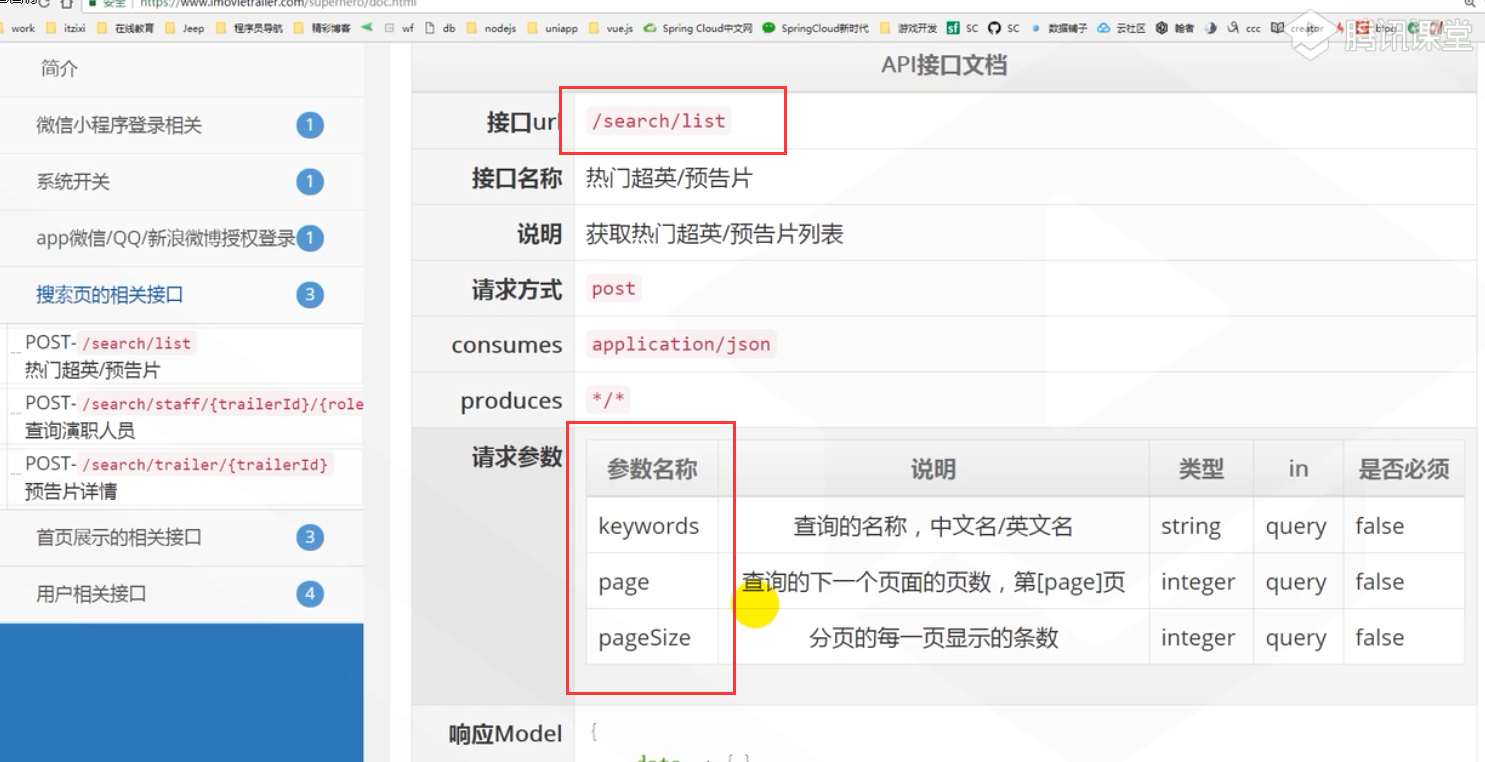 安全 https://www.imovietrailer.com/superhero/doc.html
work itzixi 在线教育 Jeep 程序员导航 精彩博客 wf db nodejs uniapp vue.js Spring Cloud中文网 SpringCloud新时代 游戏开发 SC SC 数据铺子 云社区 翰者 ccc creator
腾讯课堂
简介
微信小程序登录相关 1
系统开关 1
app微信/QQ/新浪微博授权登录 1
搜索页的相关接口 3
POST-/search/list
热门超英/预告片
POST-/search/staff/{trailerId}/{role
查询演职人员
POST-/search/trailer/{trailerId}
预告片详情
首页展示的相关接口 3
用户相关接口 4
API接口文档
接口url /search/list
接口名称 热门超英/预告片
说明 获取热门超英/预告片列表
请求方式 post
consumes application/json
produces */*
请求参数
参数名称 说明 类型 in 是否必须
keywords 查询的名称，中文名/英文名 string query false
page 查询的下一个页面的页数，第[page]页 integer query false
pageSize 分页的每一页显示的条数 integer query false
响应Model {